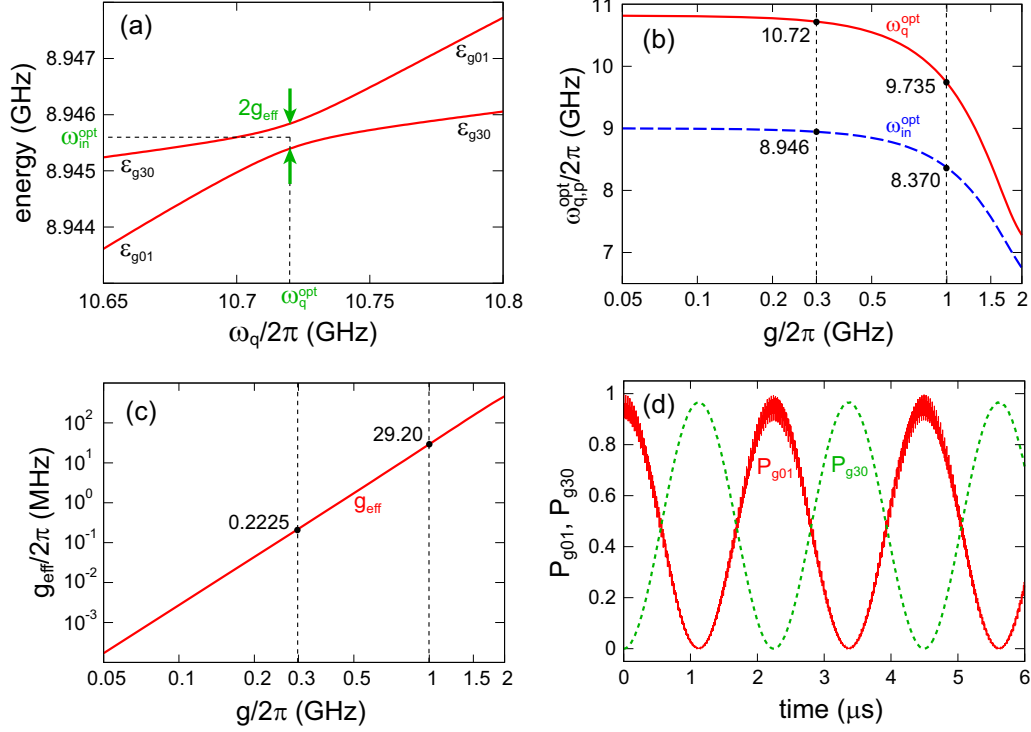 (a)
energy (GHz)
8.947
8.946
8.945
8.944
ω_in^opt
2g_eff
ε_g01
ε_g30
ε_g30
ε_g01
ω_q^opt
10.65
10.7
10.75
10.8
ω_q/2π (GHz)
(b)
ω_q,p^opt/2π (GHz)
11
10
9
8
7
10.72
ω_q^opt
9.735
ω_in^opt
8.946
8.370
0.05
0.1
0.2
0.3
0.5
1
1.5
2
g/2π (GHz)
(c)
g_eff/2π (MHz)
10^2
10^1
10^0
10^-1
10^-2
10^-3
29.20
g_eff
0.2225
0.05
0.1
0.2
0.3
0.5
1
1.5
2
g/2π (GHz)
(d)
P_g01, P_g30
1
0.8
0.6
0.4
0.2
0
P_g01
P_g30
0
1
2
3
4
5
6
time (μs)